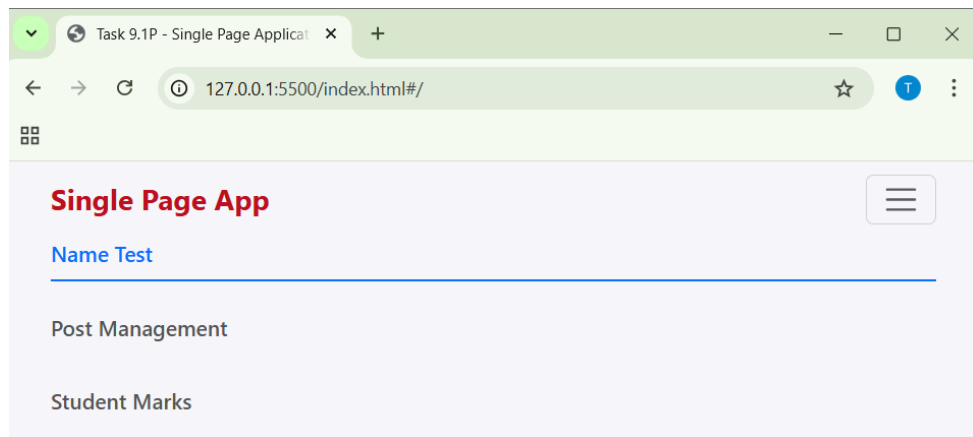 Task 9.1P - Single Page Applicat
127.0.0.1:5500/index.html#/
T
Single Page App
Name Test
Post Management
Student Marks